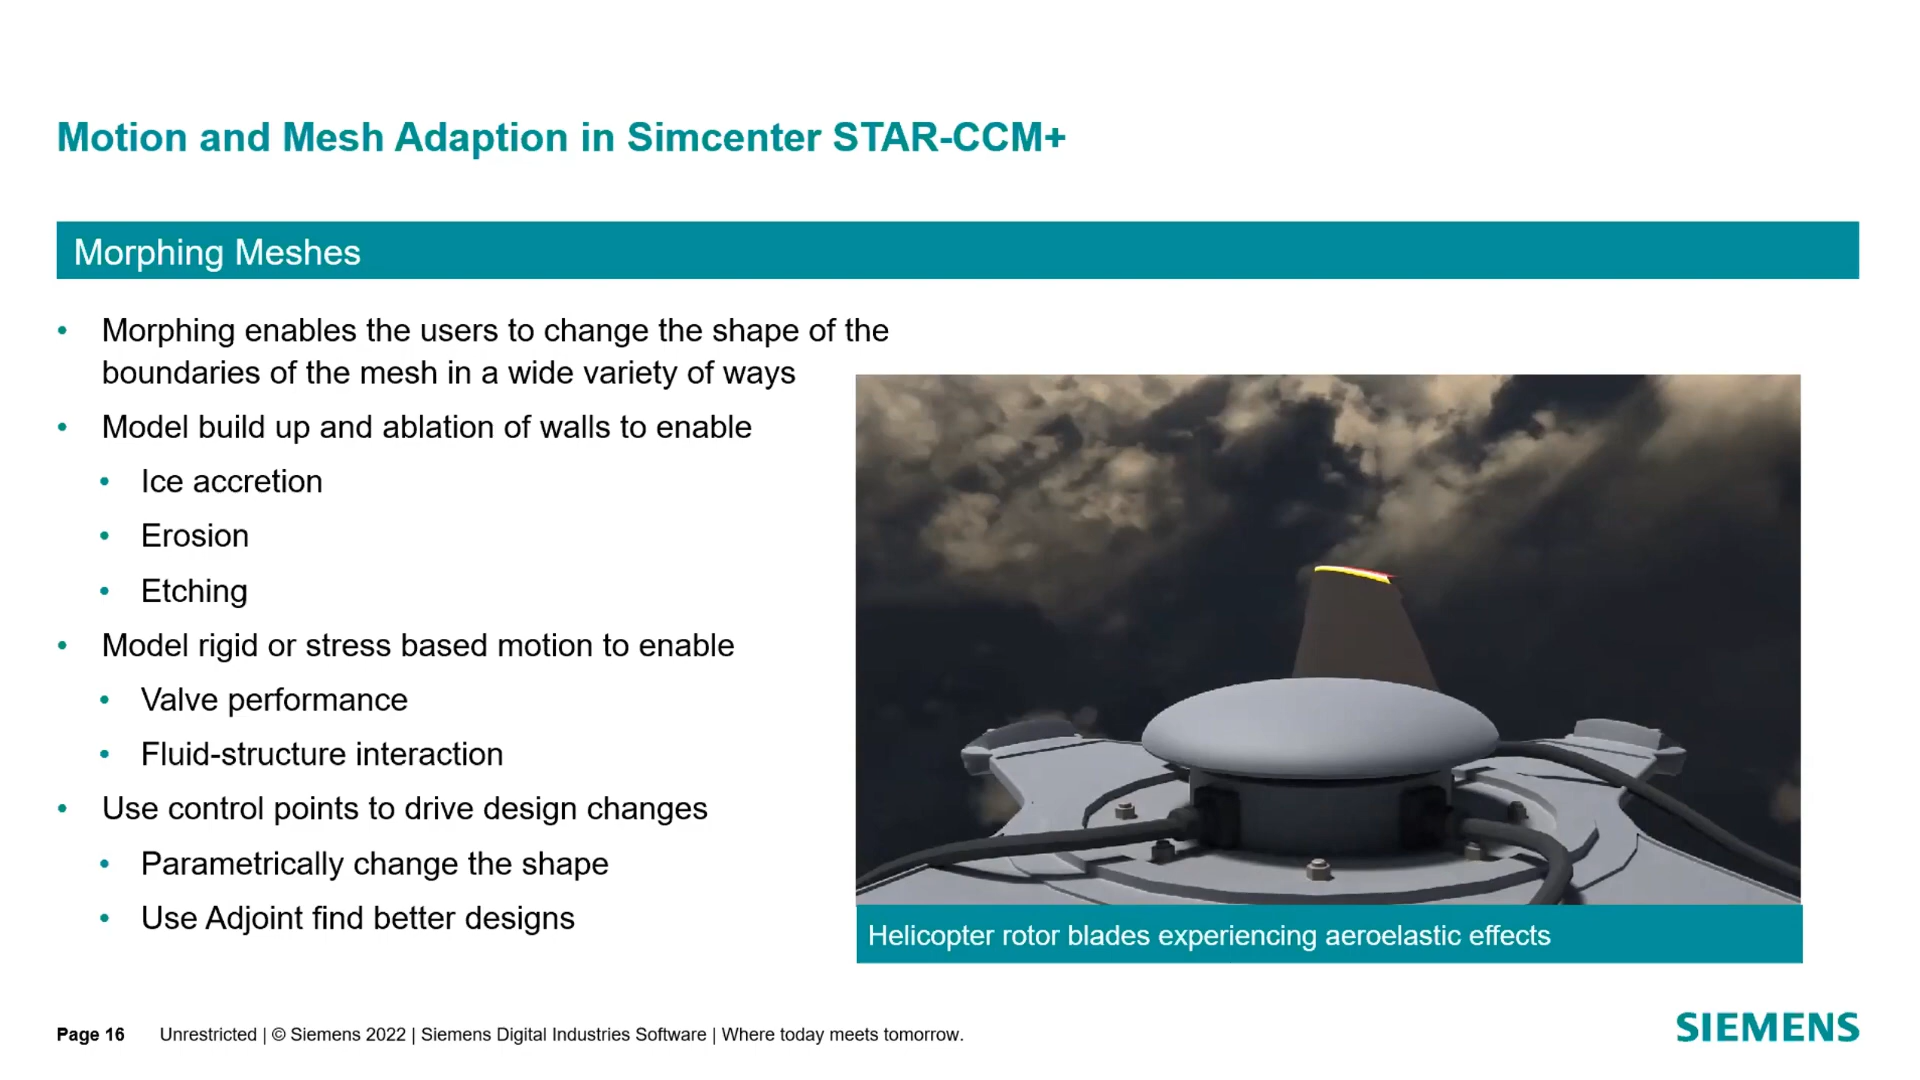 Motion and Mesh Adaption in Simcenter STAR-CCM+
Morphing Meshes
• Morphing enables the users to change the shape of the
boundaries of the mesh in a wide variety of ways
• Model build up and ablation of walls to enable
• Ice accretion
• Erosion
• Etching
• Model rigid or stress based motion to enable
• Valve performance
• Fluid-structure interaction
• Use control points to drive design changes
• Parametrically change the shape
• Use Adjoint find better designs
Helicopter rotor blades experiencing aeroelastic effects
Page 16 Unrestricted | © Siemens 2022 | Siemens Digital Industries Software | Where today meets tomorrow.
SIEMENS